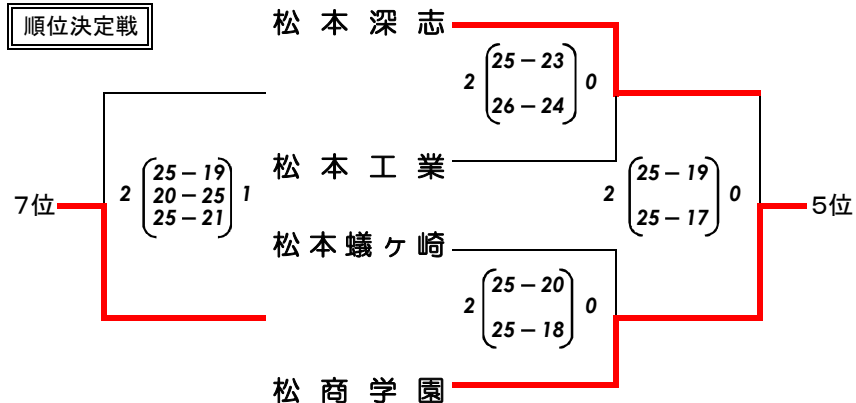 順位決定戦
松本深志
2 25－23 0
26－24
松本工業
2 25－19 1
20－25
25－21
2 25－19 0
25－17
7位
5位
松本蟻ヶ崎
2 25－20 0
25－18
松商学園